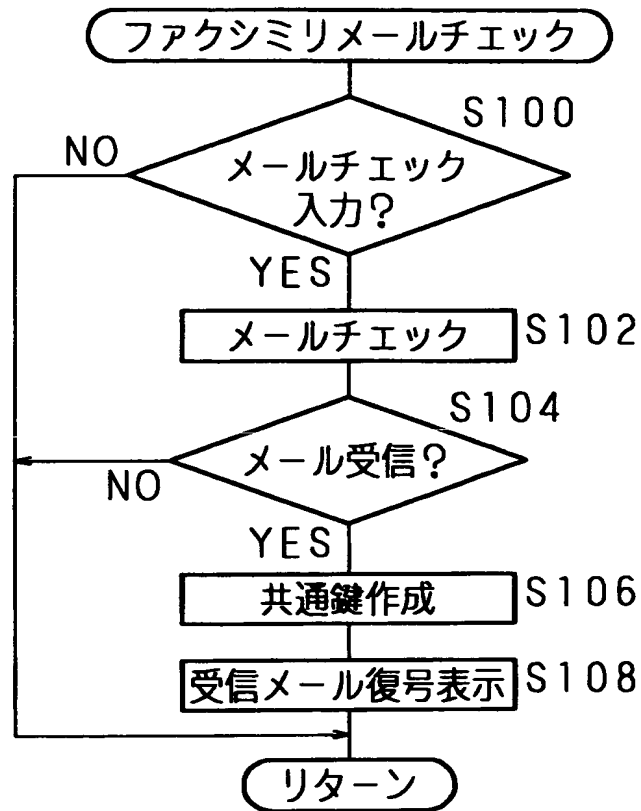 ファクシミリメールチェック
S100
NO
メールチェック
入力?
YES
メールチェック
S102
S104
メール受信?
NO
YES
共通鍵作成
S106
受信メール復号表示
S108
リターン